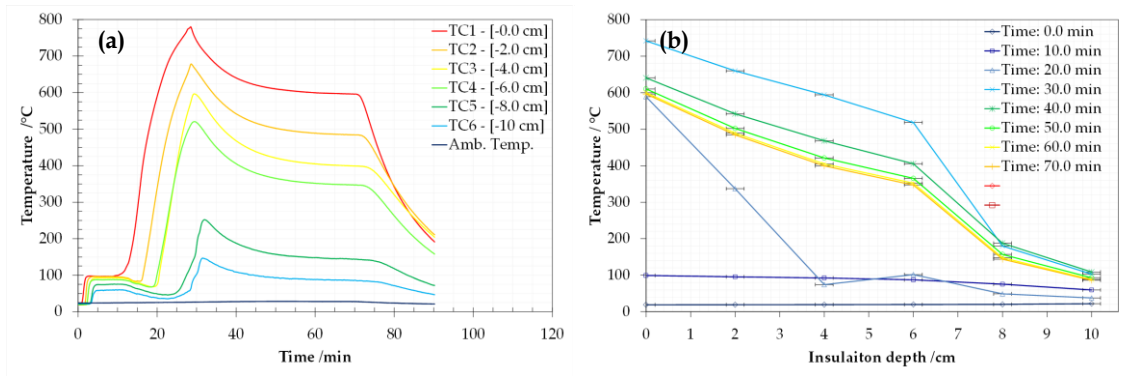 (a)
800
700
600
500
400
300
200
100
0
Temperature / °C
0 20 40 60 80 100 120
Time /min
TC1 - [-0.0 cm]
TC2 - [-2.0 cm]
TC3 - [-4.0 cm]
TC4 - [-6.0 cm]
TC5 - [-8.0 cm]
TC6 - [-10 cm]
Amb. Temp.
(b)
800
700
600
500
400
300
200
100
0
Temperature / °C
0 2 4 6 8 10
Insulaiton depth /cm
Time: 0.0 min
Time: 10.0 min
Time: 20.0 min
Time: 30.0 min
Time: 40.0 min
Time: 50.0 min
Time: 60.0 min
Time: 70.0 min